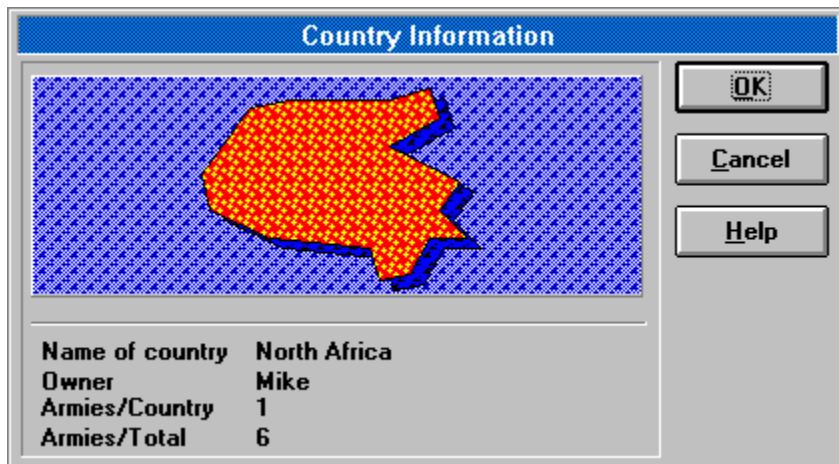 Country Information
OK
Cancel
Help
Name of country North Africa
Owner Mike
Armies/Country 1
Armies/Total 6